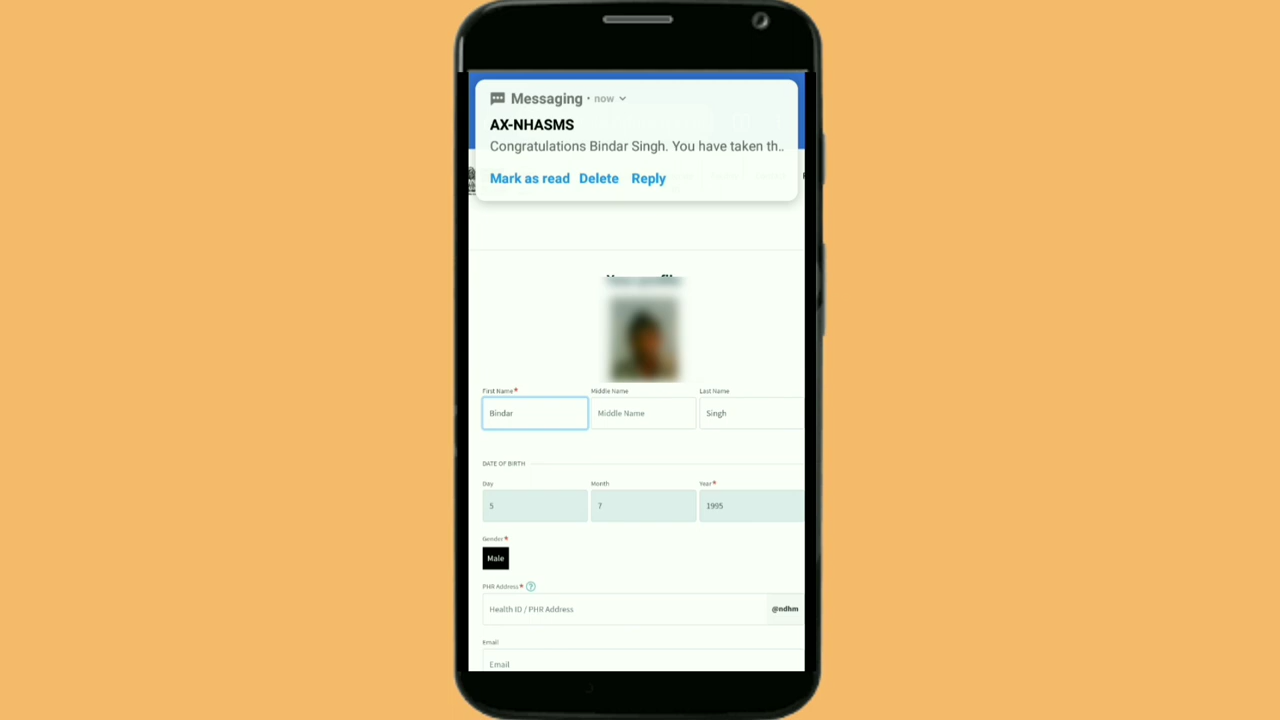 Messaging • now
AX-NHASMS
Congratulations Bindar Singh. You have taken th..
Mark as read Delete Reply
First Name* Middle Name Last Name
Bindar Middle Name Singh
DATE OF BIRTH
Day Month Year*
5 7 1995
Gender*
Male
PHR Address* ?
Health ID / PHR Address @ndhm
Email
Email